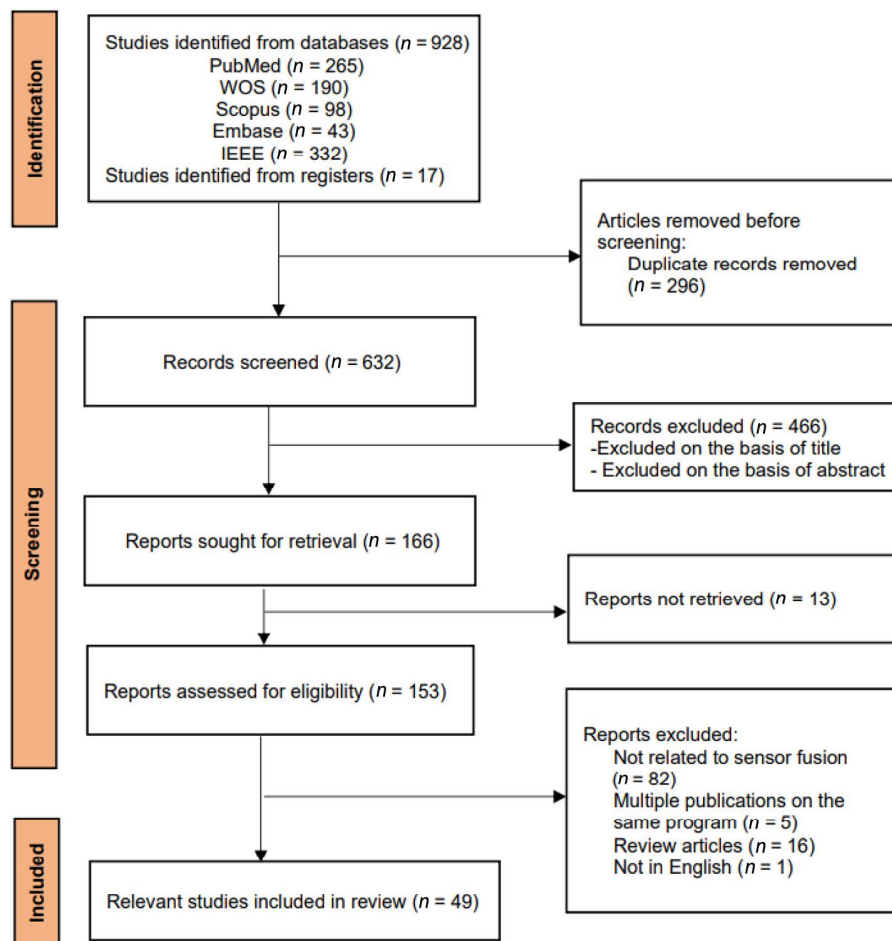 Identification
Studies identified from databases (n = 928)
PubMed (n = 265)
WOS (n = 190)
Scopus (n = 98)
Embase (n = 43)
IEEE (n = 332)
Studies identified from registers (n = 17)
Articles removed before
screening:
Duplicate records removed
(n = 296)
Screening
Records screened (n = 632)
Records excluded (n = 466)
-Excluded on the basis of title
- Excluded on the basis of abstract
Reports sought for retrieval (n = 166)
Reports not retrieved (n = 13)
Reports assessed for eligibility (n = 153)
Reports excluded:
Not related to sensor fusion
(n = 82)
Multiple publications on the
same program (n = 5)
Review articles (n = 16)
Not in English (n = 1)
Included
Relevant studies included in review (n = 49)